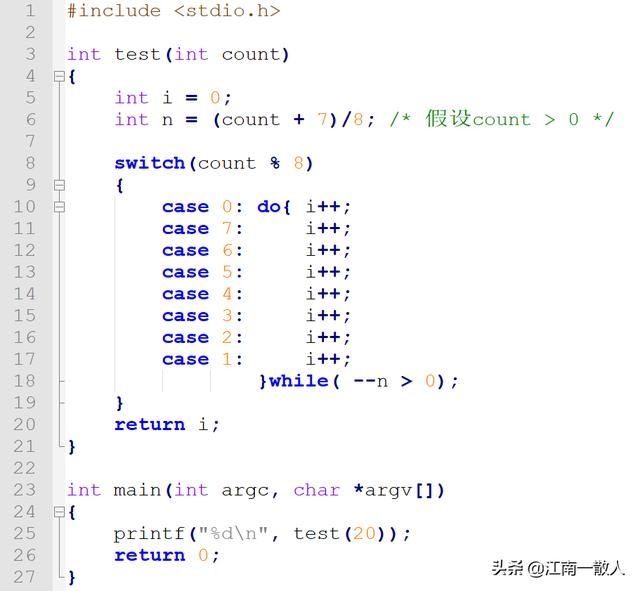 1 #include <stdio.h>
2
3 int test(int count)
4 {
5     int i = 0;
6     int n = (count + 7)/8; /* 假设count > 0 */
7
8     switch(count % 8)
9     {
10         case 0: do{ i++;
11         case 7:     i++;
12         case 6:     i++;
13         case 5:     i++;
14         case 4:     i++;
15         case 3:     i++;
16         case 2:     i++;
17         case 1:     i++;
18                 }while( --n > 0);
19     }
20     return i;
21 }
22
23 int main(int argc, char *argv[])
24 {
25     printf("%d\n", test(20));
26     return 0;
27 }
头条 @江南一散人